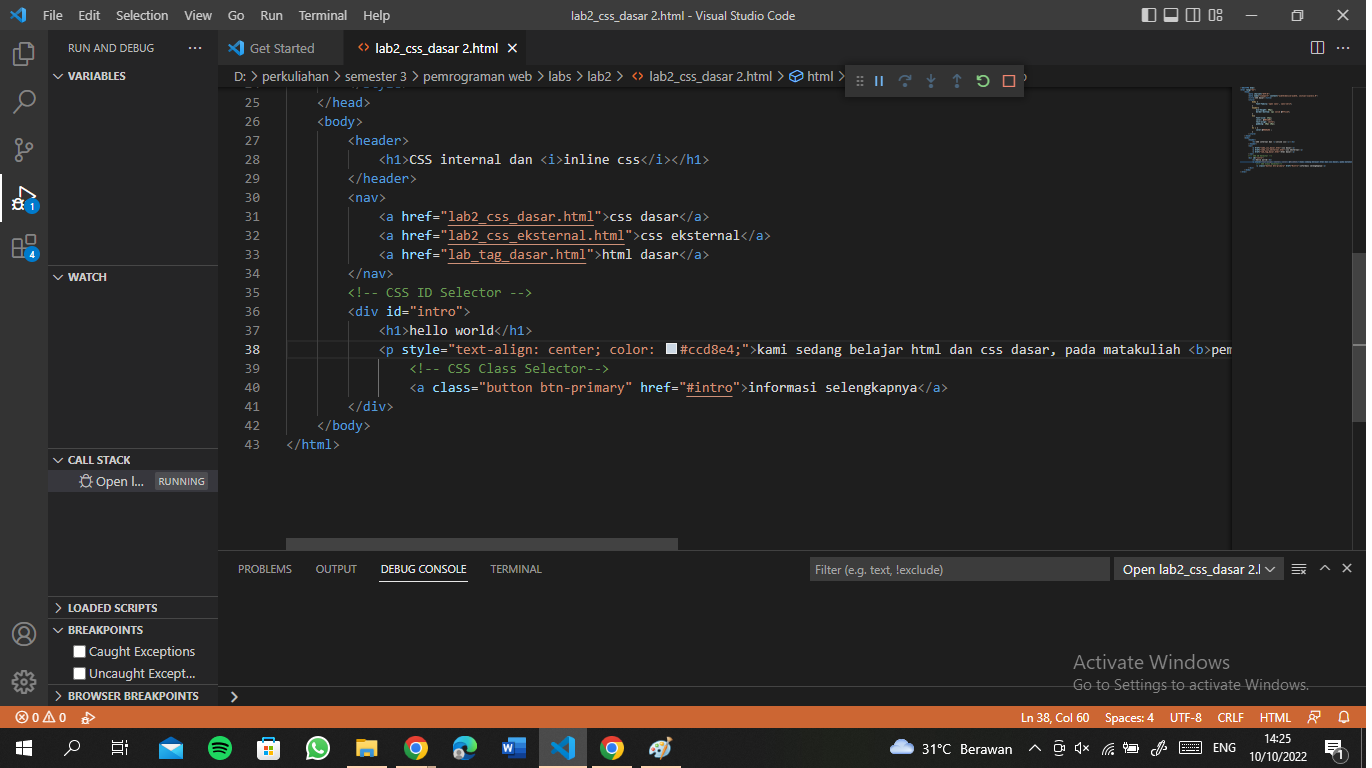 File Edit Selection View Go Run Terminal Help lab2_css_dasar 2.html - Visual Studio Code
RUN AND DEBUG ···
Get Started
<> lab2_css_dasar 2.html ×
D: > perkuliahan > semester 3 > pemrograman web > labs > lab2 > <> lab2_css_dasar 2.html > html >
VARIABLES
WATCH
CALL STACK
Open l... RUNNING
LOADED SCRIPTS
BREAKPOINTS
Caught Exceptions
Uncaught Except...
BROWSER BREAKPOINTS
25 </head>
26 <body>
27 <header>
28 <h1>CSS internal dan <i>inline css</i></h1>
29 </header>
30 <nav>
31 <a href="lab2_css_dasar.html">css dasar</a>
32 <a href="lab2_css_eksternal.html">css eksternal</a>
33 <a href="lab_tag_dasar.html">html dasar</a>
34 </nav>
35 <!-- CSS ID Selector -->
36 <div id="intro">
37 <h1>hello world</h1>
38 <p style="text-align: center; color: #ccd8e4;">kami sedang belajar html dan css dasar, pada matakuliah <b>pem
39 <!-- CSS Class Selector-->
40 <a class="button btn-primary" href="#intro">informasi selengkapnya</a>
41 </div>
42 </body>
43 </html>
PROBLEMS OUTPUT DEBUG CONSOLE TERMINAL
Filter (e.g. text, !exclude)
Open lab2_css_dasar 2.l
Activate Windows
Go to Settings to activate Windows.
0 0
Ln 38, Col 60 Spaces: 4 UTF-8 CRLF HTML
1
4
31°C Berawan
ENG
14:25
10/10/2022
1